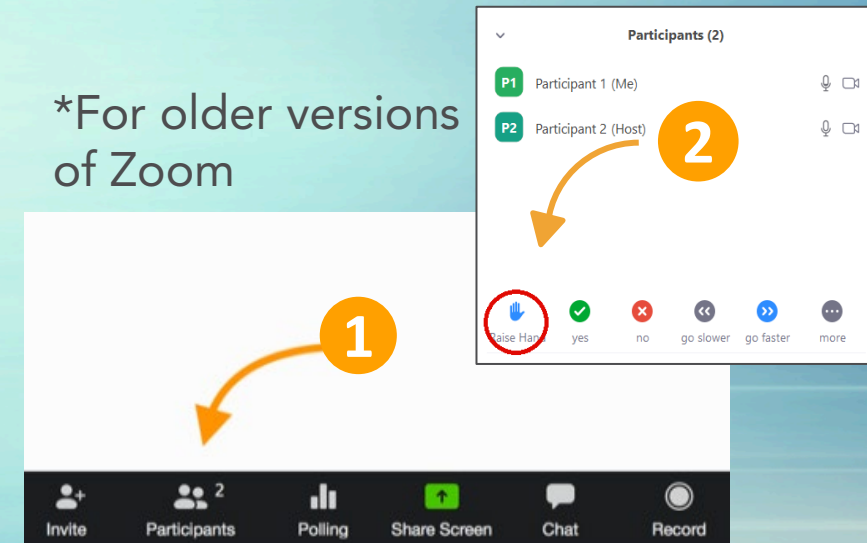 *For older versions
of Zoom
Participants (2)
P1 Participant 1 (Me)
P2 Participant 2 (Host)
2
Raise Hand yes no go slower go faster more
1
2
Invite Participants Polling Share Screen Chat Record